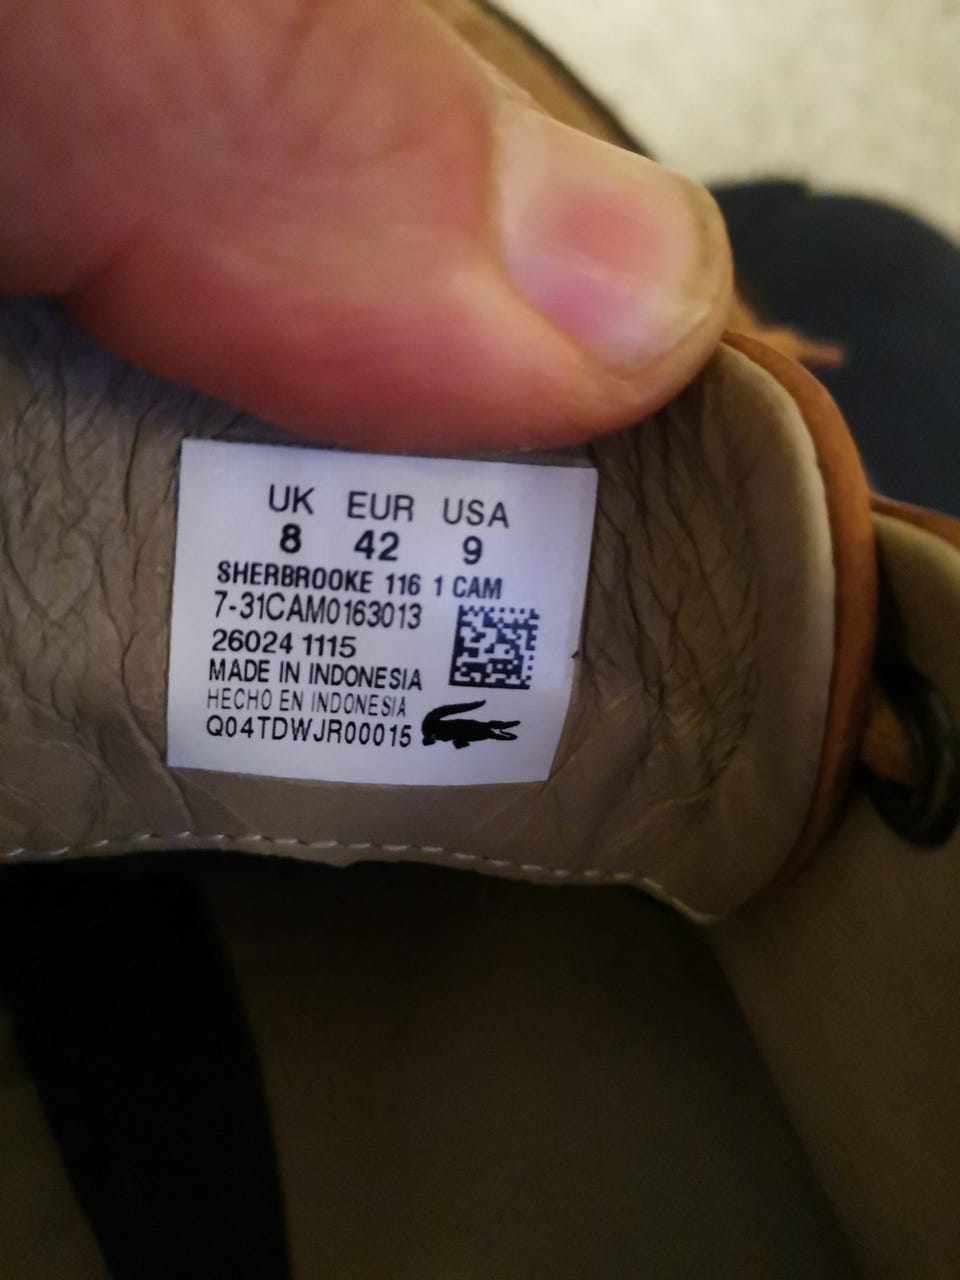 UK EUR USA
8 42 9
SHERBROOKE 116 1 CAM
7-31CAM0163013
26024 1115
MADE IN INDONESIA
HECHO EN INDONESIA
Q04TDWJR00015